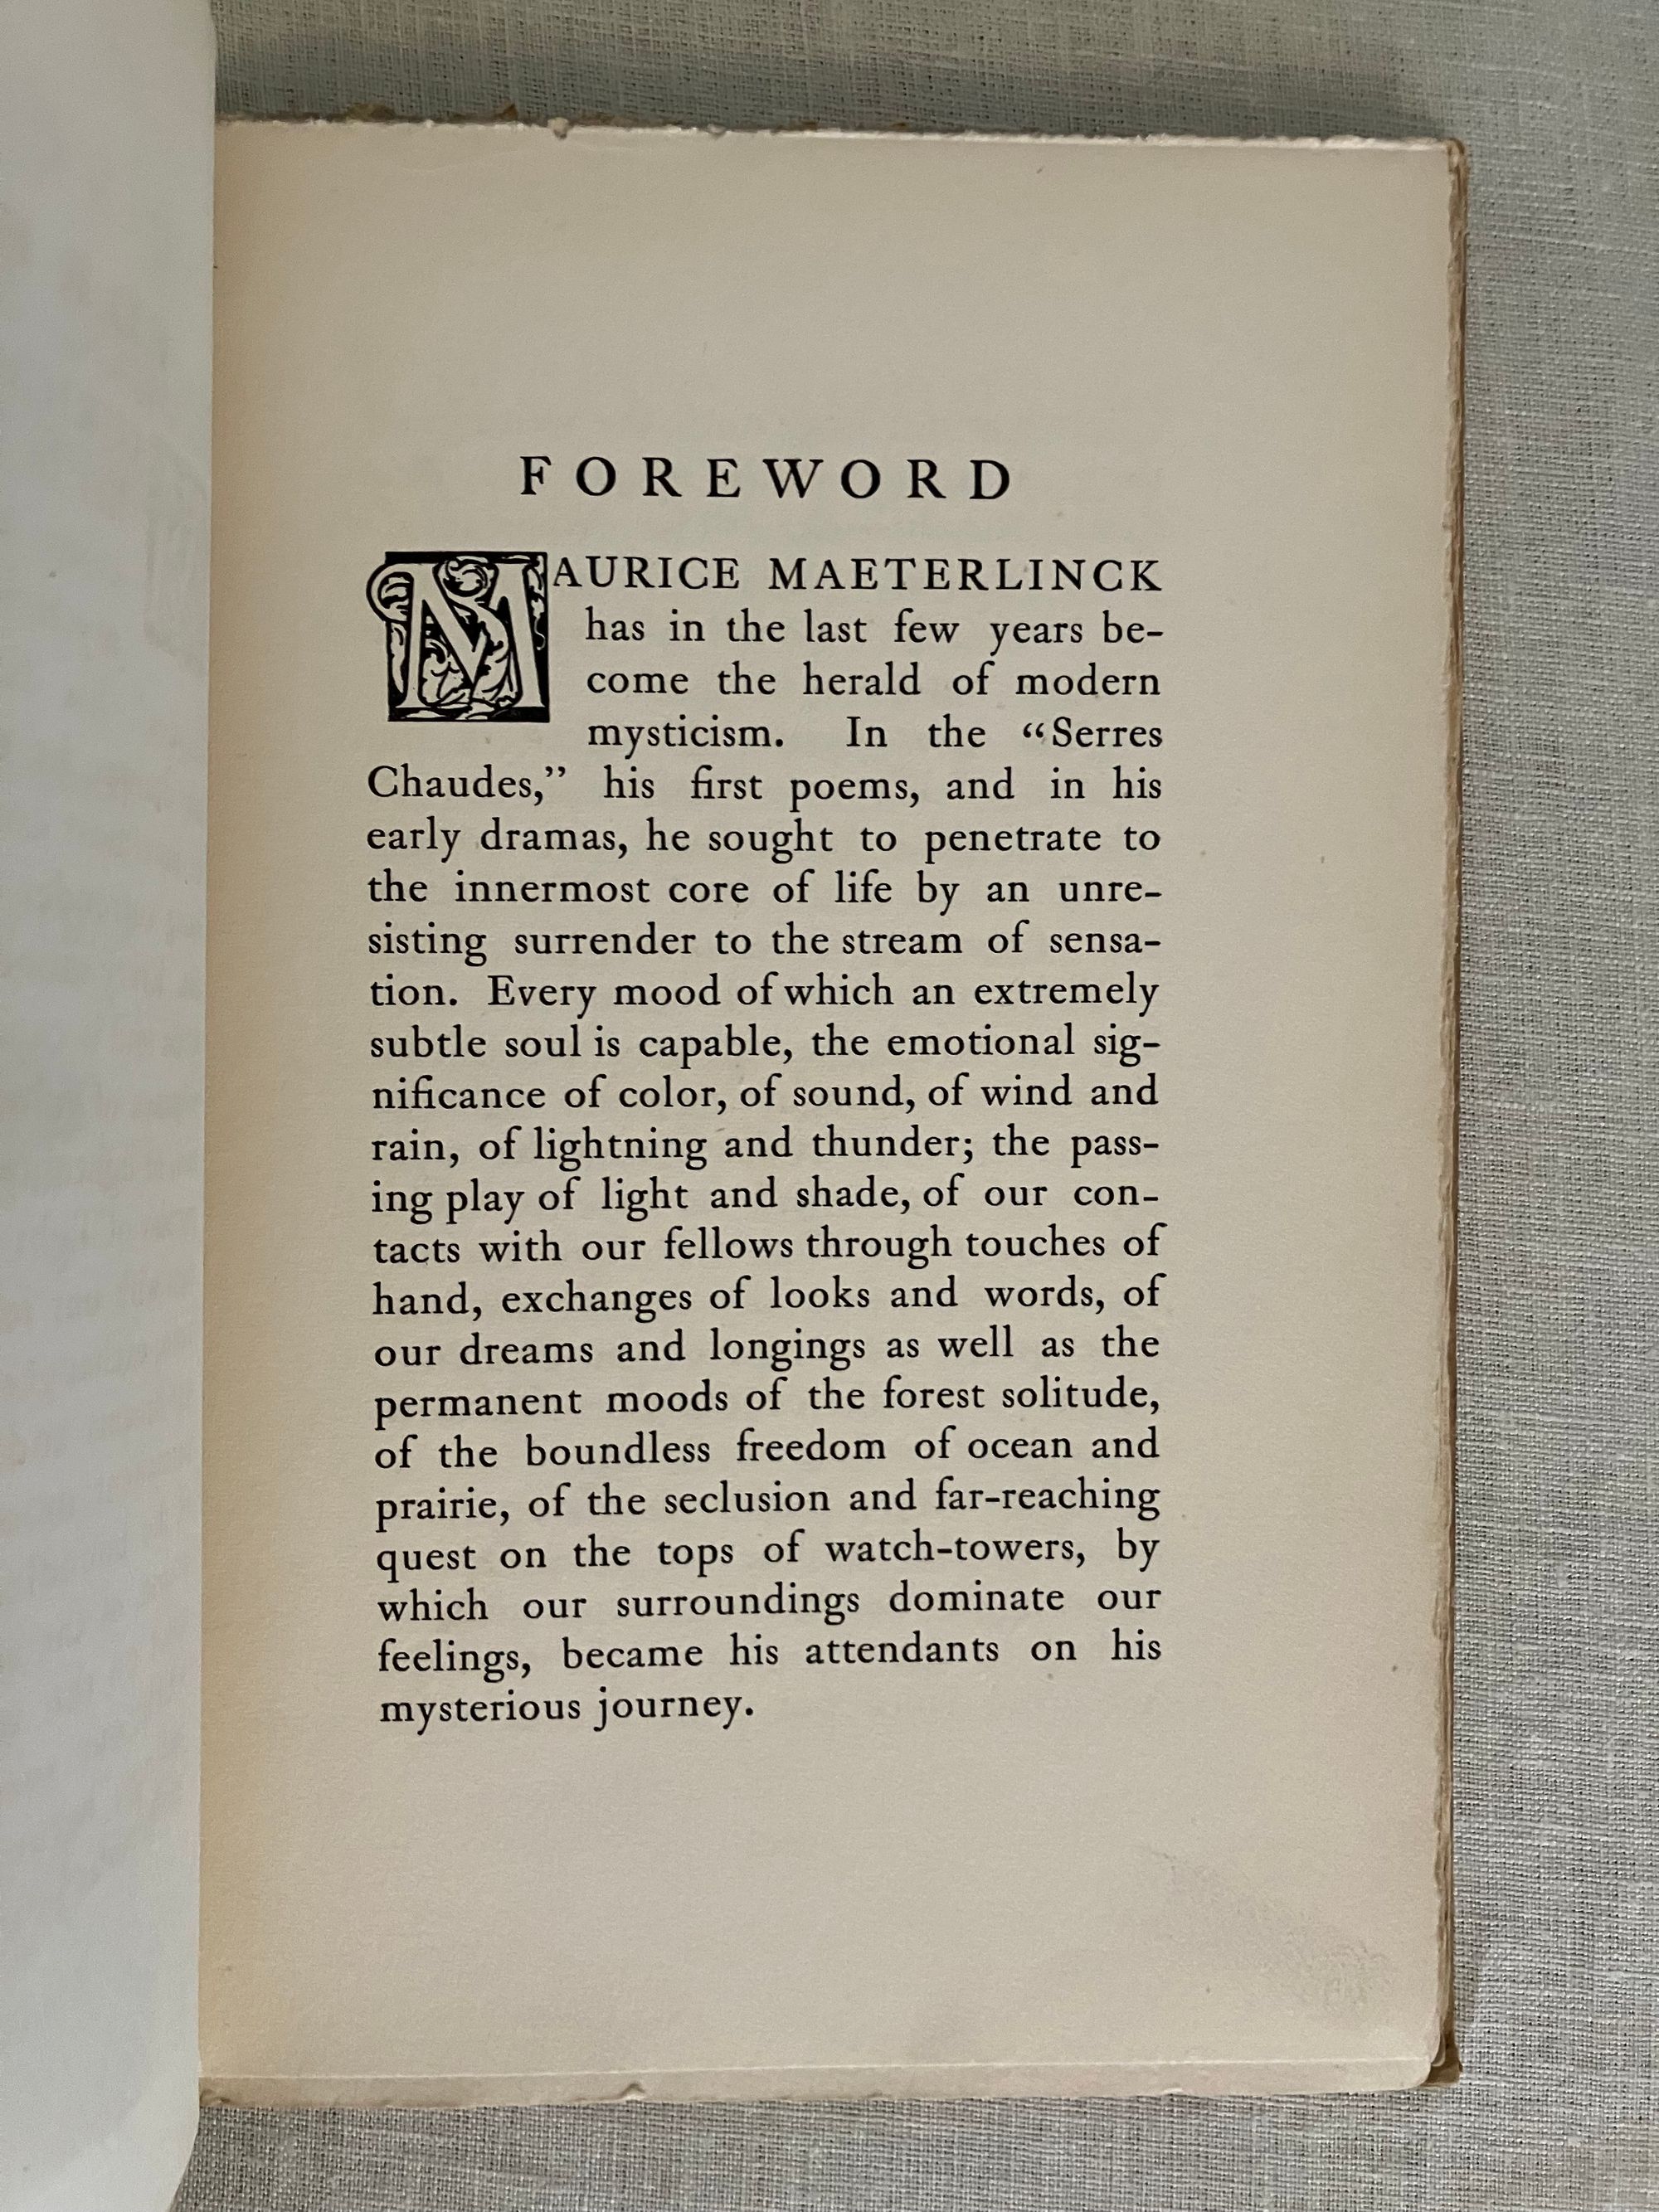 FOREWORD
MAURICE MAETERLINCK
has in the last few years be-
come the herald of modern
mysticism. In the “Serres
Chaudes,” his first poems, and in his
early dramas, he sought to penetrate to
the innermost core of life by an unre-
sisting surrender to the stream of sensa-
tion. Every mood of which an extremely
subtle soul is capable, the emotional sig-
nificance of color, of sound, of wind and
rain, of lightning and thunder; the pass-
ing play of light and shade, of our con-
tacts with our fellows through touches of
hand, exchanges of looks and words, of
our dreams and longings as well as the
permanent moods of the forest solitude,
of the boundless freedom of ocean and
prairie, of the seclusion and far-reaching
quest on the tops of watch-towers, by
which our surroundings dominate our
feelings, became his attendants on his
mysterious journey.